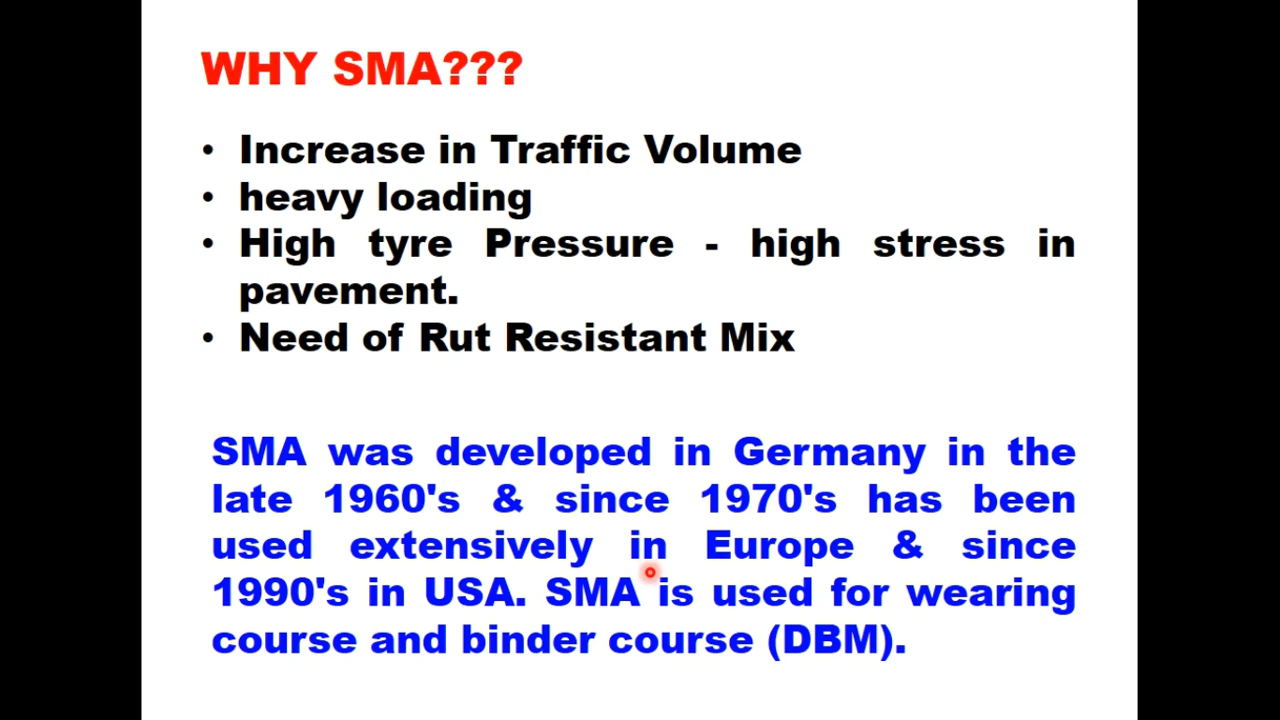 WHY SMA???
• Increase in Traffic Volume
• heavy loading
• High tyre Pressure - high stress in
pavement.
• Need of Rut Resistant Mix
SMA was developed in Germany in the
late 1960's & since 1970's has been
used extensively in Europe & since
1990's in USA. SMA is used for wearing
course and binder course (DBM).